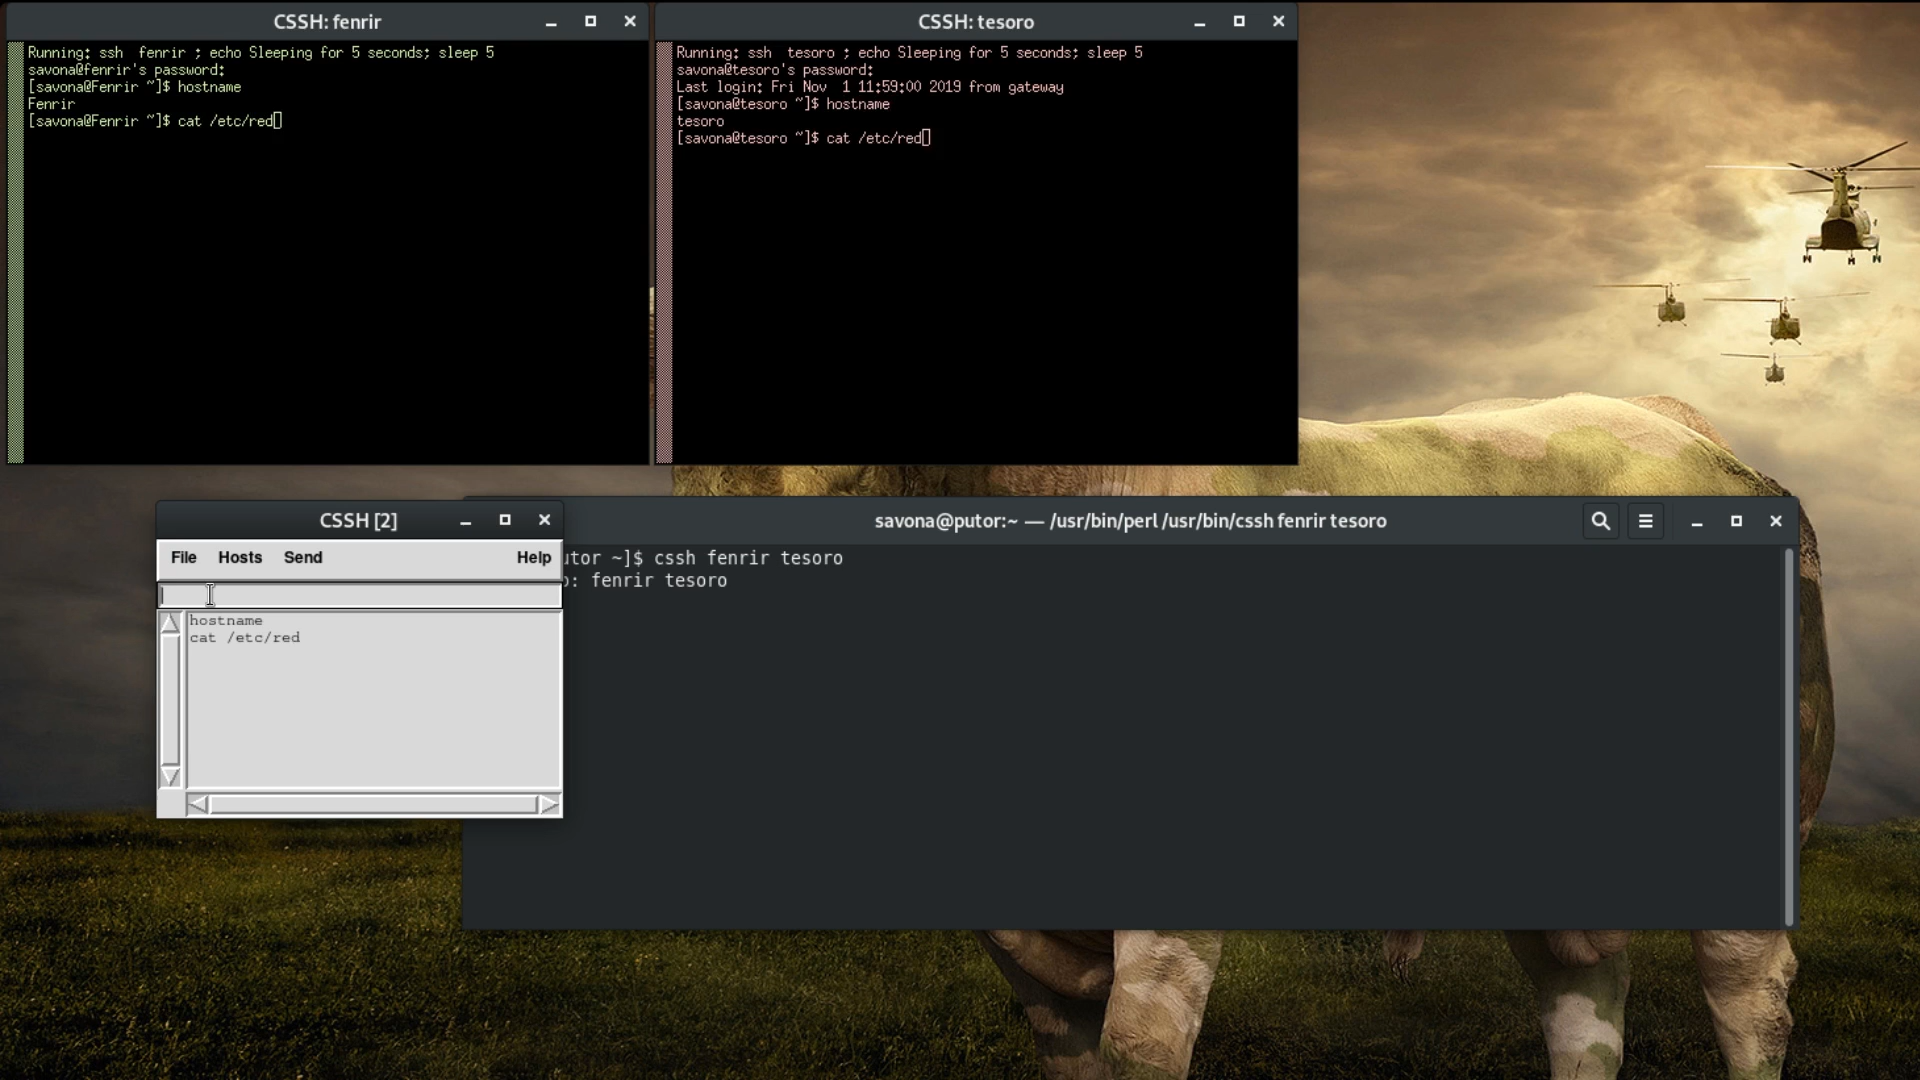 CSSH: fenrir
Running: ssh  fenrir ; echo Sleeping for 5 seconds; sleep 5
savona@fenrir's password:
[savona@Fenrir ~]$ hostname
Fenrir
[savona@Fenrir ~]$ cat /etc/red
CSSH: tesoro
Running: ssh  tesoro ; echo Sleeping for 5 seconds; sleep 5
savona@tesoro's password:
Last login: Fri Nov  1 11:59:00 2019 from gateway
[savona@tesoro ~]$ hostname
tesoro
[savona@tesoro ~]$ cat /etc/red
CSSH [2]
File Hosts Send Help
hostname
cat /etc/red
savona@putor:~ — /usr/bin/perl /usr/bin/cssh fenrir tesoro
utor ~]$ cssh fenrir tesoro
: fenrir tesoro